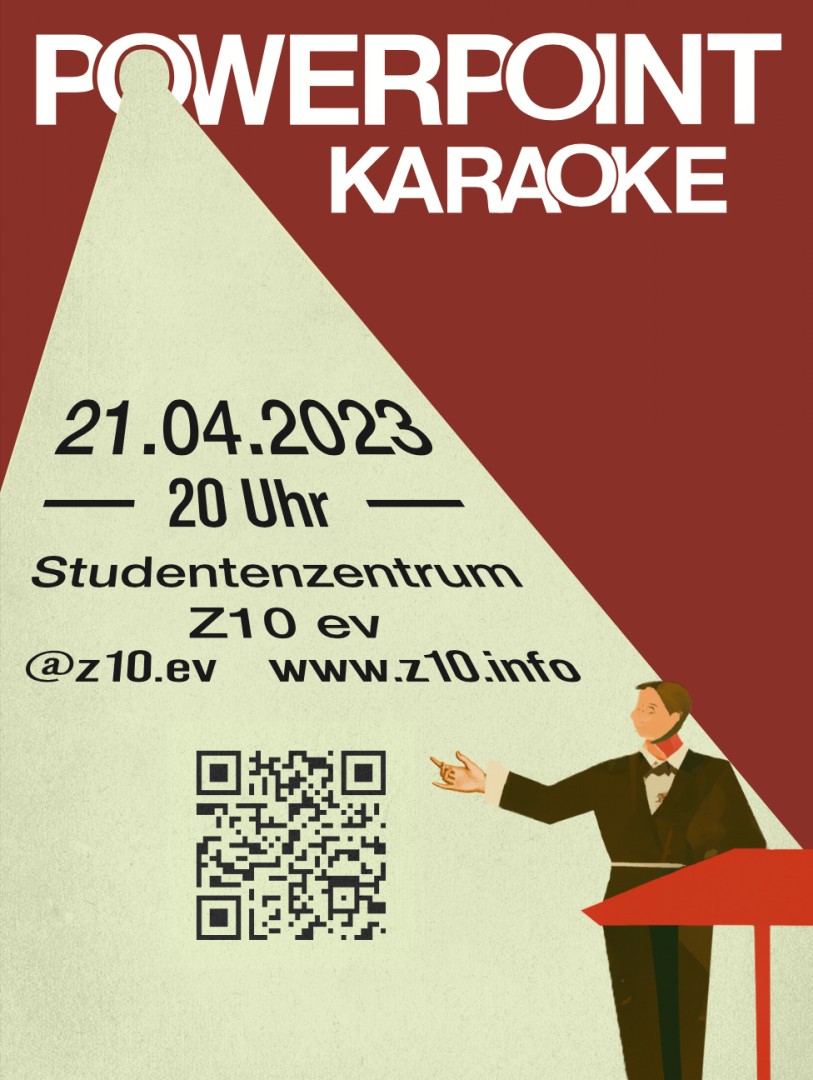 POWERPOINT
KARAOKE
21.04.2023
— 20 Uhr —
Studentenzentrum
Z10 ev
@z10.ev www.z10.info